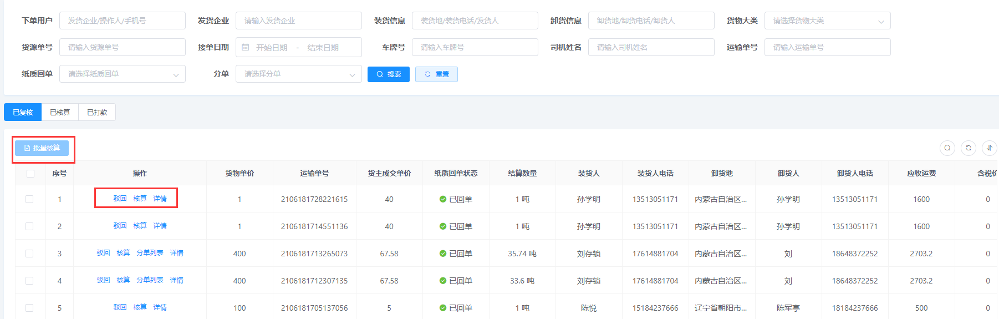 下单用户 发货企业/操作人/手机号 发货企业 请输入发货企业 装货信息 装货地/装货电话/发货人 卸货信息 卸货地/卸货电话/卸货人 货物大类 请选择货物大类
货源单号 请输入货源单号 接单日期 开始日期 - 结束日期 车牌号 请输入车牌号 司机姓名 请输入司机姓名 运输单号 请输入运输单号
纸质回单 请选择纸质回单 分单 请选择分单 搜索 重置
已复核 已核算 已打款
批量核算
序号 操作 货物单价 运输单号 货主成交单价 纸质回单状态 结算数量 装货人 装货人电话 卸货地 卸货人 卸货人电话 应收运费 含税价
1 驳回 核算 详情 1 2106181728221615 40 已回单 1 吨 孙学明 13513051171 内蒙古自治区... 孙学明 13513051171 1600 0
2 驳回 核算 详情 1 2106181714551136 40 已回单 1 吨 孙学明 13513051171 内蒙古自治区... 孙学明 13513051171 1600 0
3 驳回 核算 分单列表 详情 400 2106181713265073 67.58 已回单 35.74 吨 刘存锁 17614881704 内蒙古自治区... 刘 18648372252 2703.2 0
4 驳回 核算 分单列表 详情 400 2106181712307135 67.58 已回单 33.6 吨 刘存锁 17614881704 内蒙古自治区... 刘 18648372252 2703.2 0
5 驳回 核算 详情 100 2106181705137056 5 已回单 1 吨 陈悦 15184237666 辽宁省朝阳市... 陈军亭 18184237666 500 0